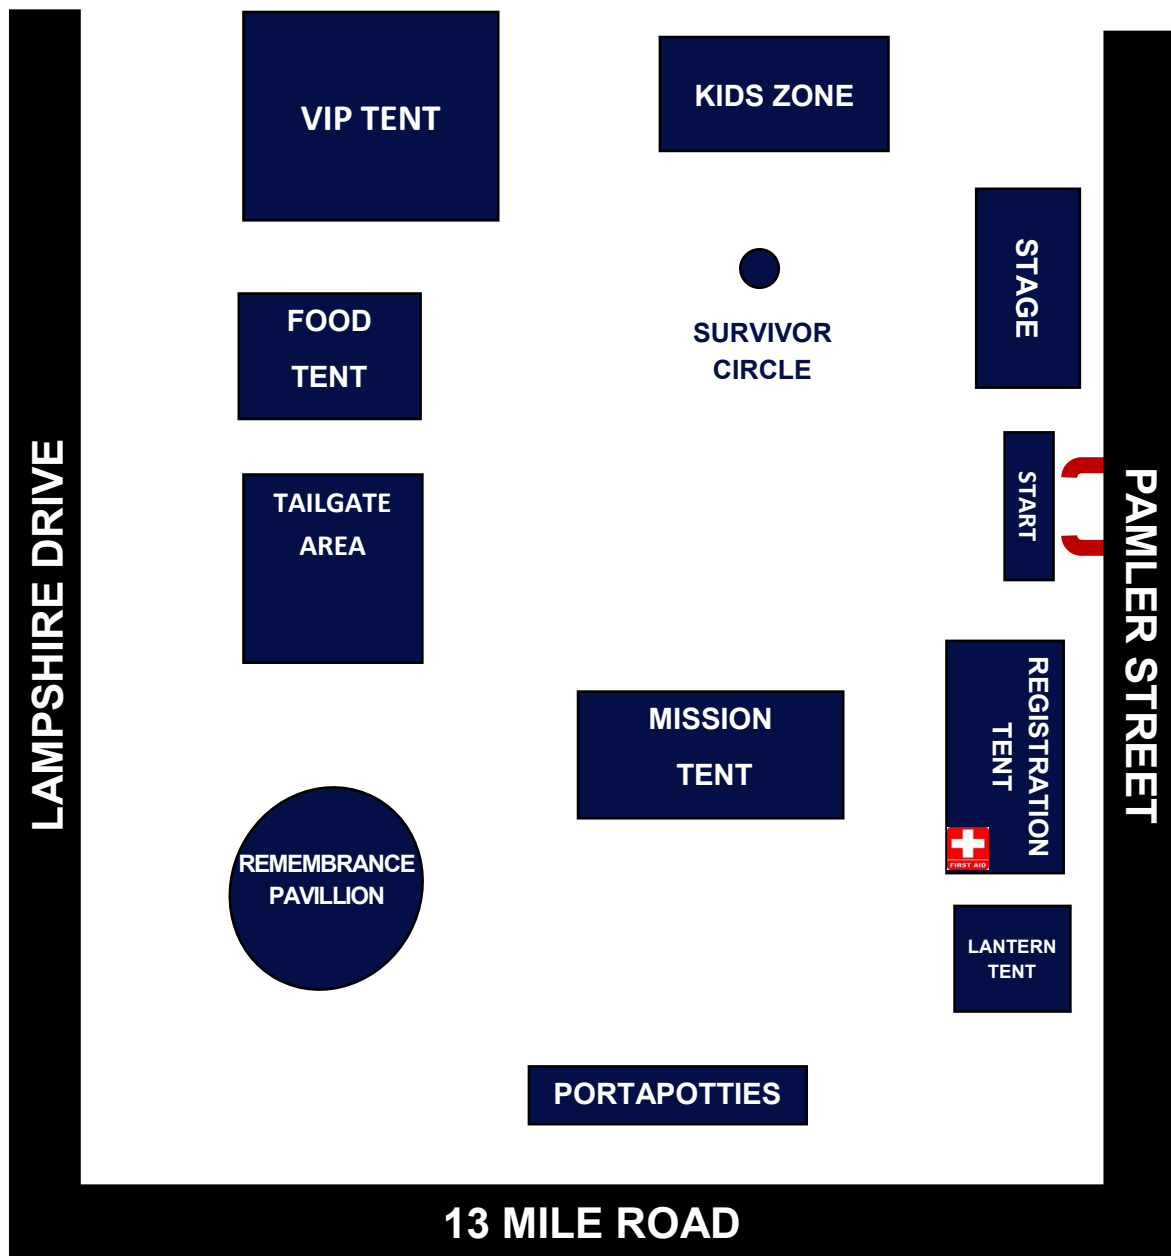 VIP TENT
KIDS ZONE
STAGE
SURVIVOR
CIRCLE
FOOD
TENT
START
TAILGATE
AREA
LAMPSHIRE DRIVE
PAMLER STREET
REGISTRATION
TENT
FIRST AID
MISSION
TENT
REMEMBRANCE
PAVILLION
LANTERN
TENT
PORTAPOTTIES
13 MILE ROAD